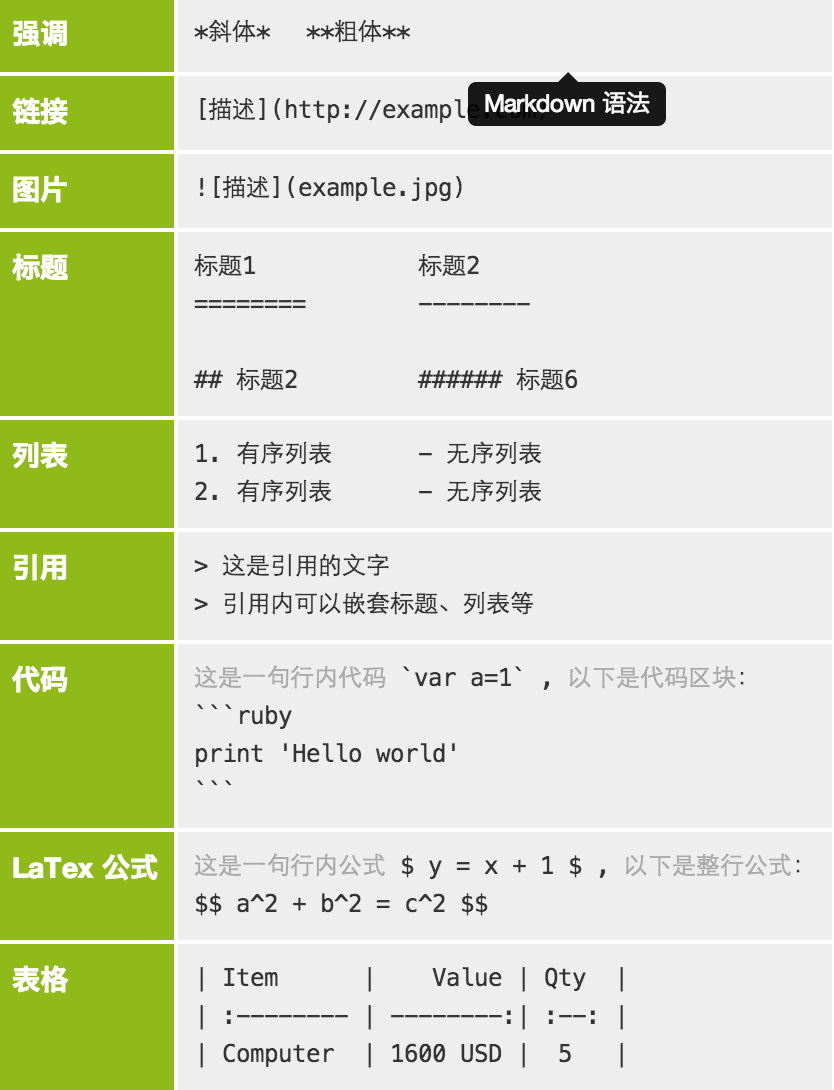 强调 *斜体* **粗体**
Markdown 语法
链接 [描述](http://example.com/
图片 ![描述](example.jpg)
标题 标题1 标题2
======== --------
## 标题2 ###### 标题6
列表 1. 有序列表 - 无序列表
2. 有序列表 - 无序列表
引用 > 这是引用的文字
> 引用内可以嵌套标题、列表等
代码 这是一句行内代码 `var a=1` , 以下是代码区块:
```ruby
print 'Hello world'
```
LaTex 公式 这是一句行内公式 $ y = x + 1 $ , 以下是整行公式:
$$ a^2 + b^2 = c^2 $$
表格 | Item | Value | Qty |
| :-------- | --------:| :--: |
| Computer | 1600 USD | 5 |